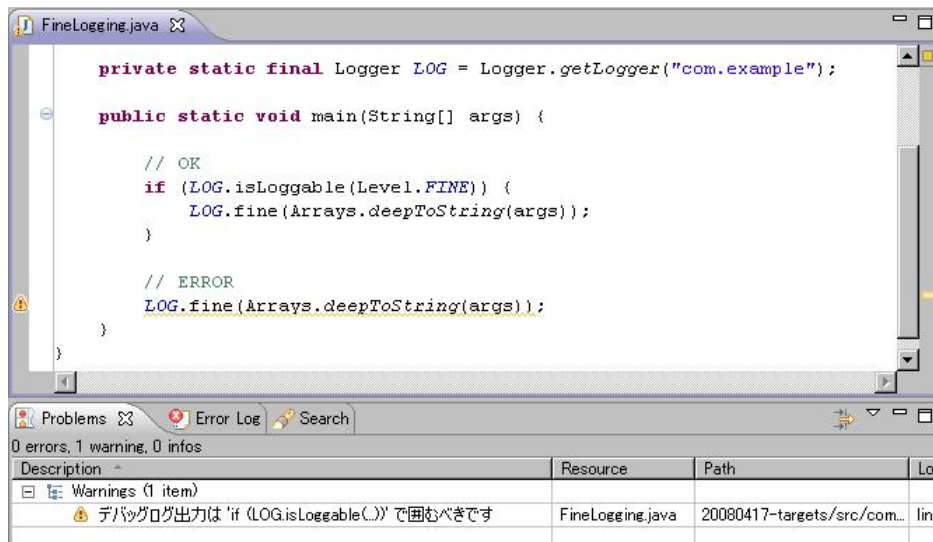 FineLogging.java
private static final Logger LOG = Logger.getLogger("com.example");
public static void main(String[] args) {
// OK
if (LOG.isLoggable(Level.FINE)) {
LOG.fine(Arrays.deepToString(args));
}
// ERROR
LOG.fine(Arrays.deepToString(args));
}
}
Problems Error Log Search
0 errors, 1 warning, 0 infos
Description Resource Path Lo
Warnings (1 item)
デバッグログ出力は 'if (LOG.isLoggable(..))' で囲むべきです FineLogging.java 20080417-targets/src/com... lin